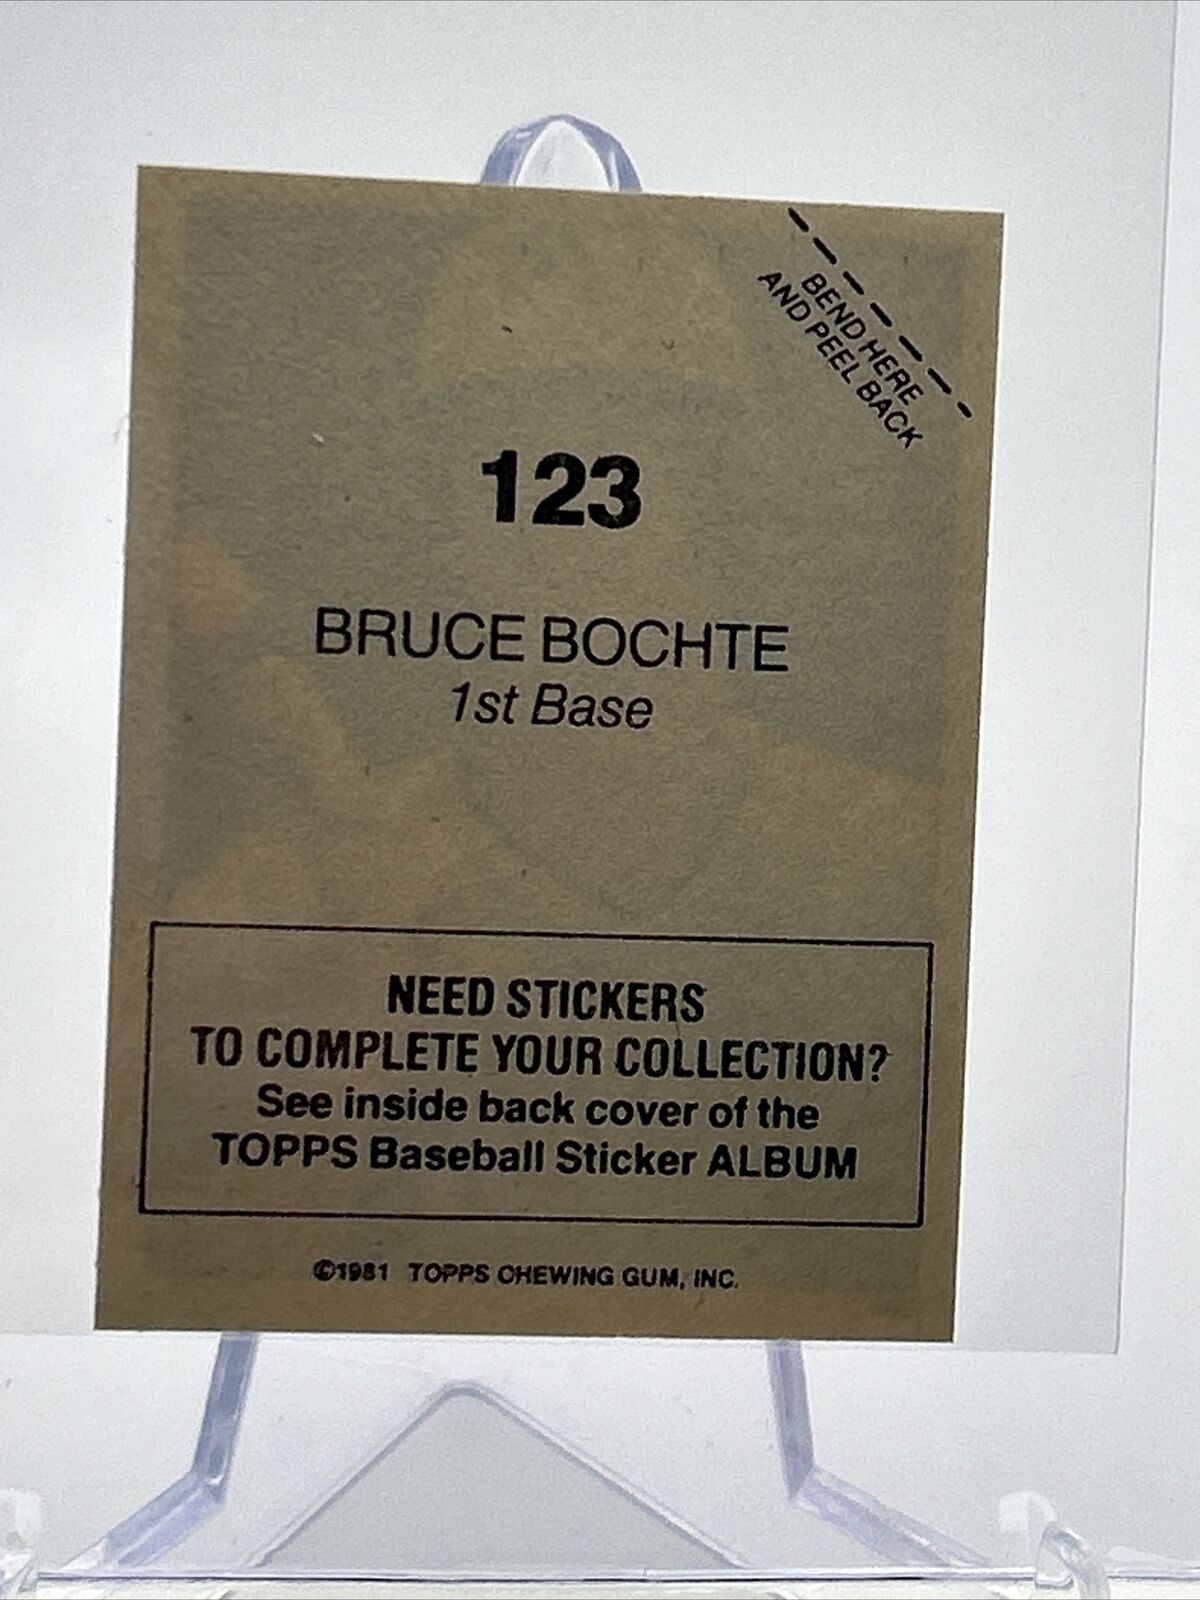 BEND HERE
AND PEEL BACK
123
BRUCE BOCHTE
1st Base
NEED STICKERS
TO COMPLETE YOUR COLLECTION?
See inside back cover of the
TOPPS Baseball Sticker ALBUM
©1981 TOPPS CHEWING GUM, INC.